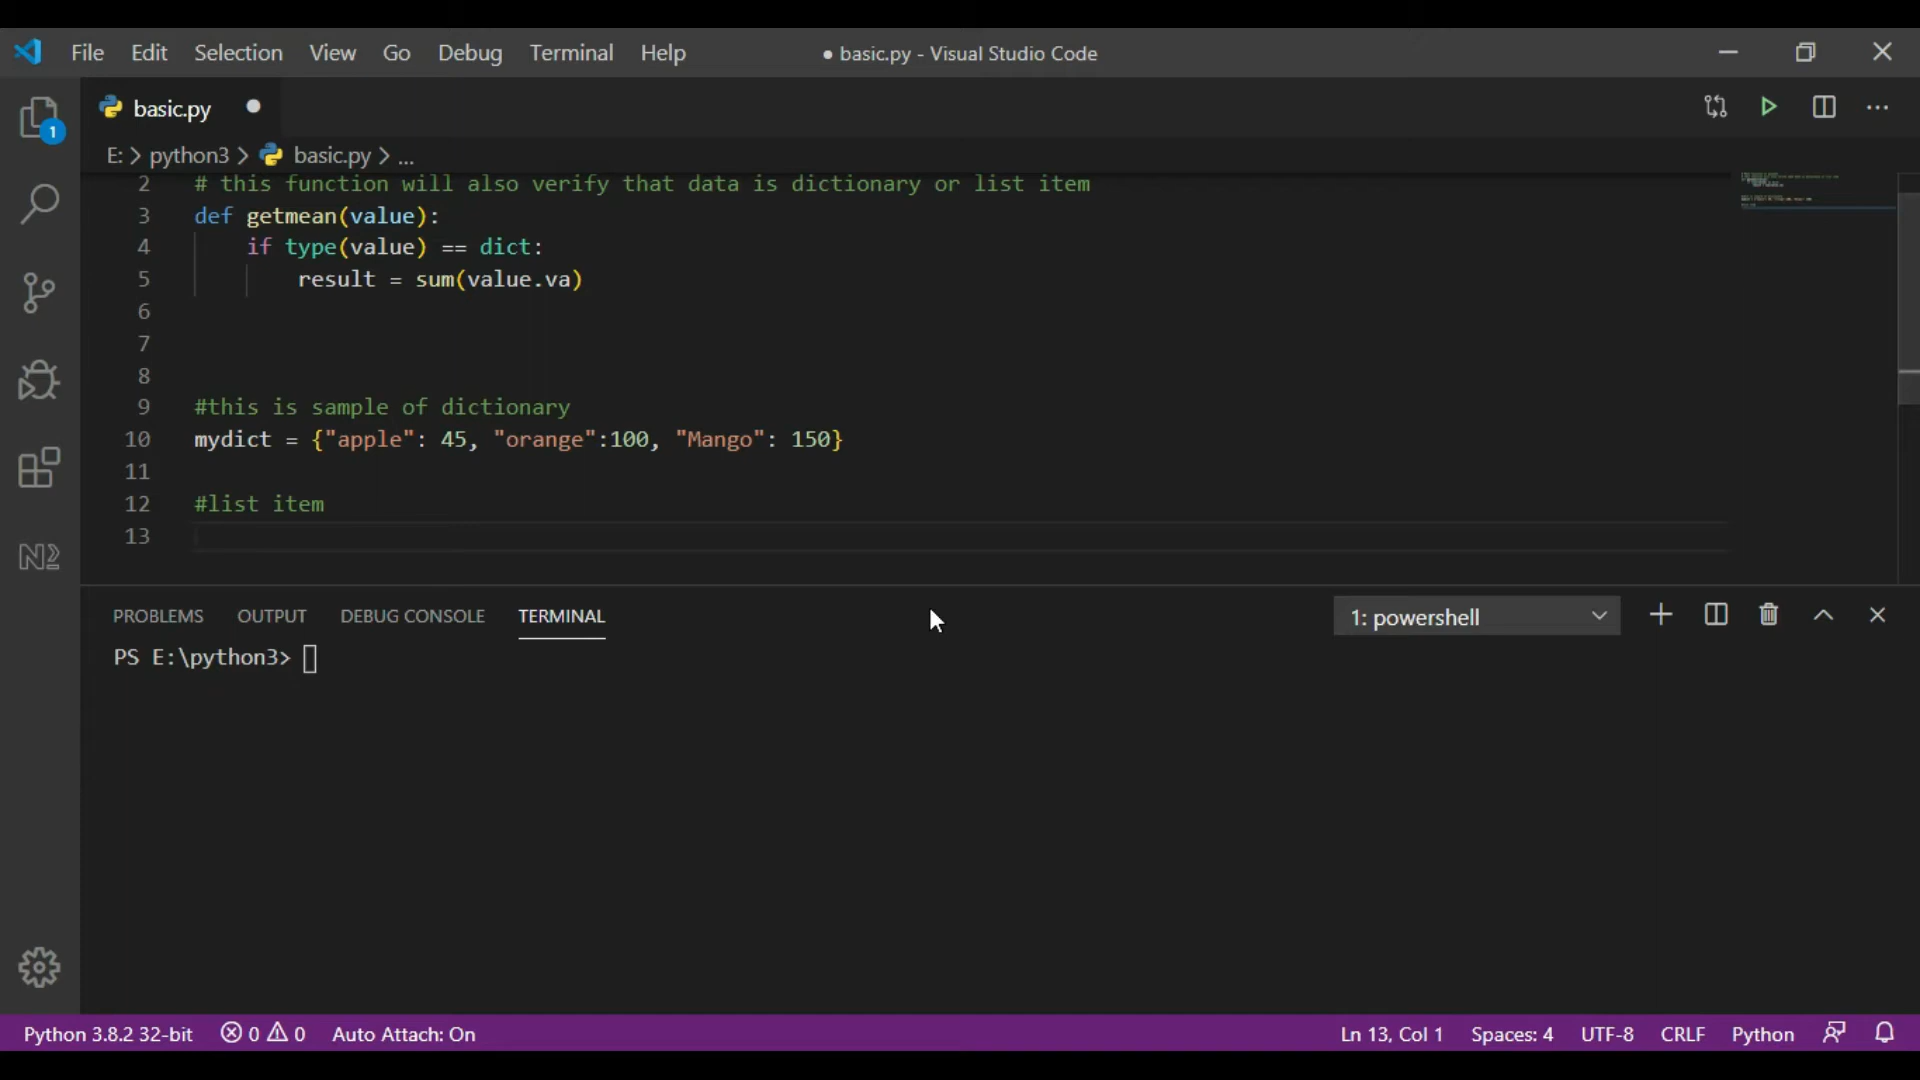 File Edit Selection View Go Debug Terminal Help ● basic.py - Visual Studio Code
basic.py
1
E: > python3 > basic.py > ...
2 # this function will also verify that data is dictionary or list item
3 def getmean(value):
4 if type(value) == dict:
5 result = sum(value.va)
6
7
8
9 #this is sample of dictionary
10 mydict = {"apple": 45, "orange":100, "Mango": 150}
11
12 #list item
13
PROBLEMS OUTPUT DEBUG CONSOLE TERMINAL 1: powershell
PS E:\python3>
Python 3.8.2 32-bit 0 0 Auto Attach: On Ln 13, Col 1 Spaces: 4 UTF-8 CRLF Python